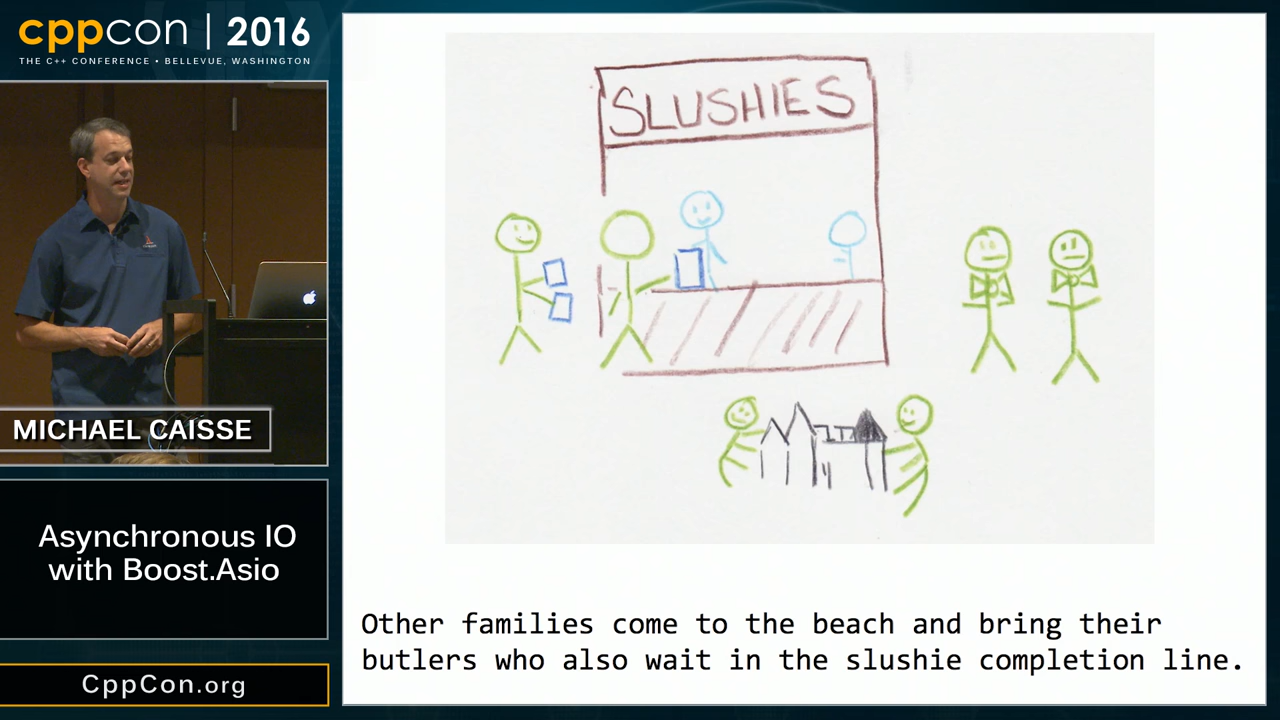 cppcon | 2016
THE C++ CONFERENCE • BELLEVUE, WASHINGTON
SLUSHIES
MICHAEL CAISSE
Asynchronous IO
with Boost.Asio
Other families come to the beach and bring their
butlers who also wait in the slushie completion line.
CppCon.org